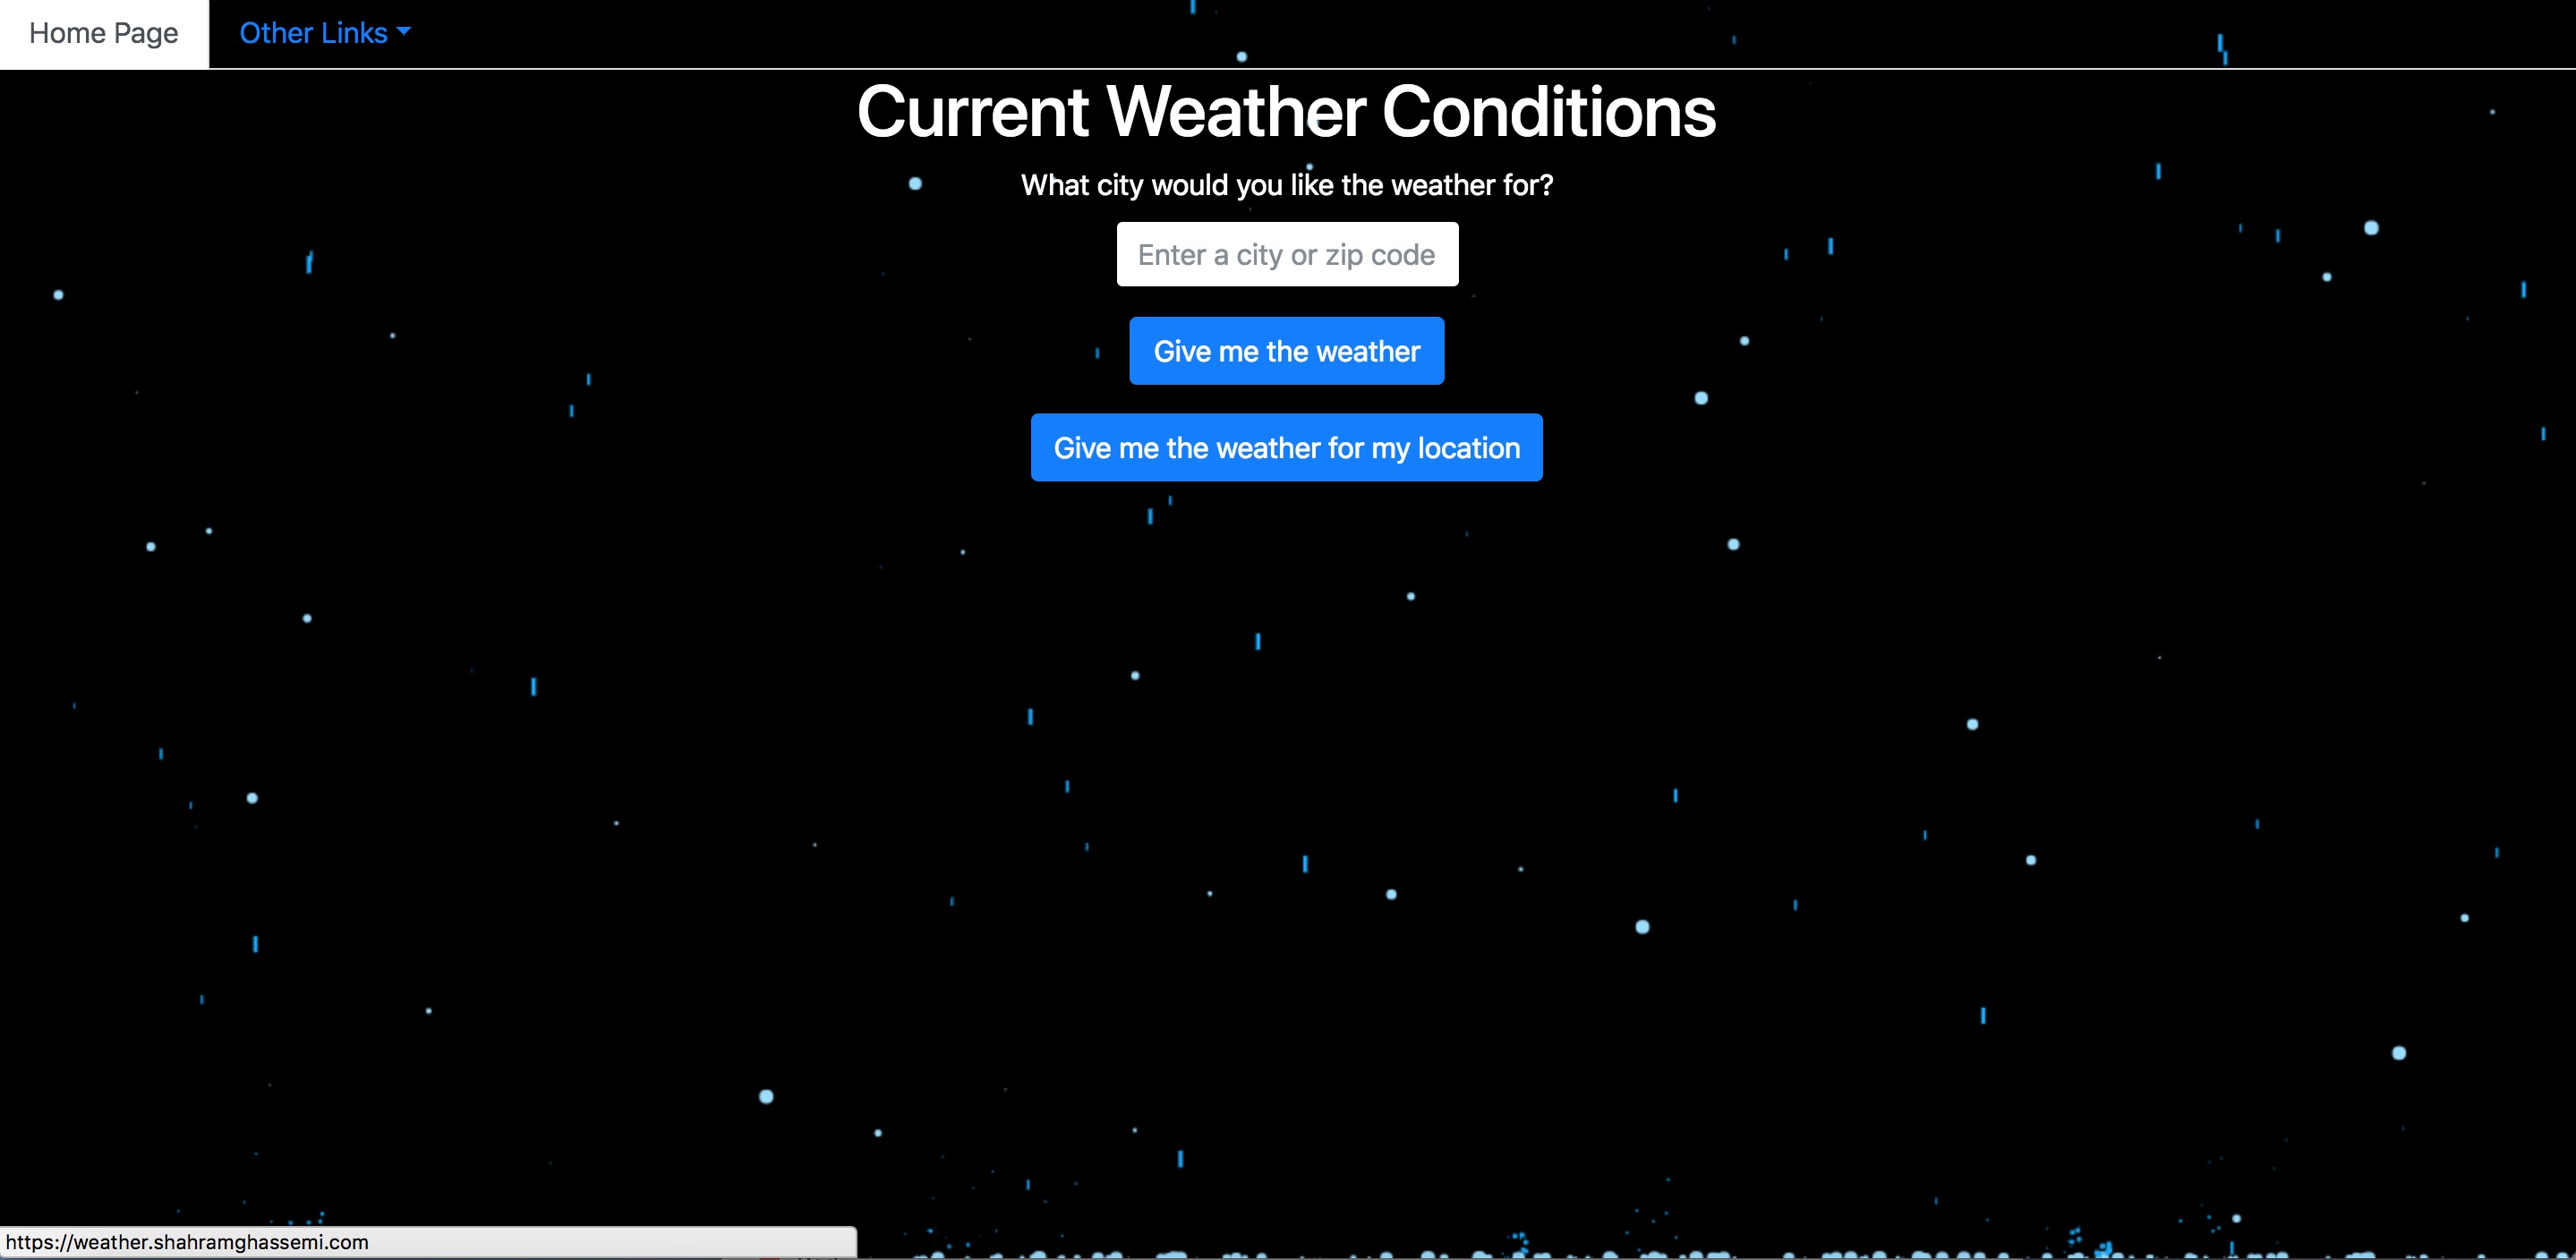 Home Page
Other Links
Current Weather Conditions
What city would you like the weather for?
Enter a city or zip code
Give me the weather
Give me the weather for my location
https://weather.shahramghassemi.com